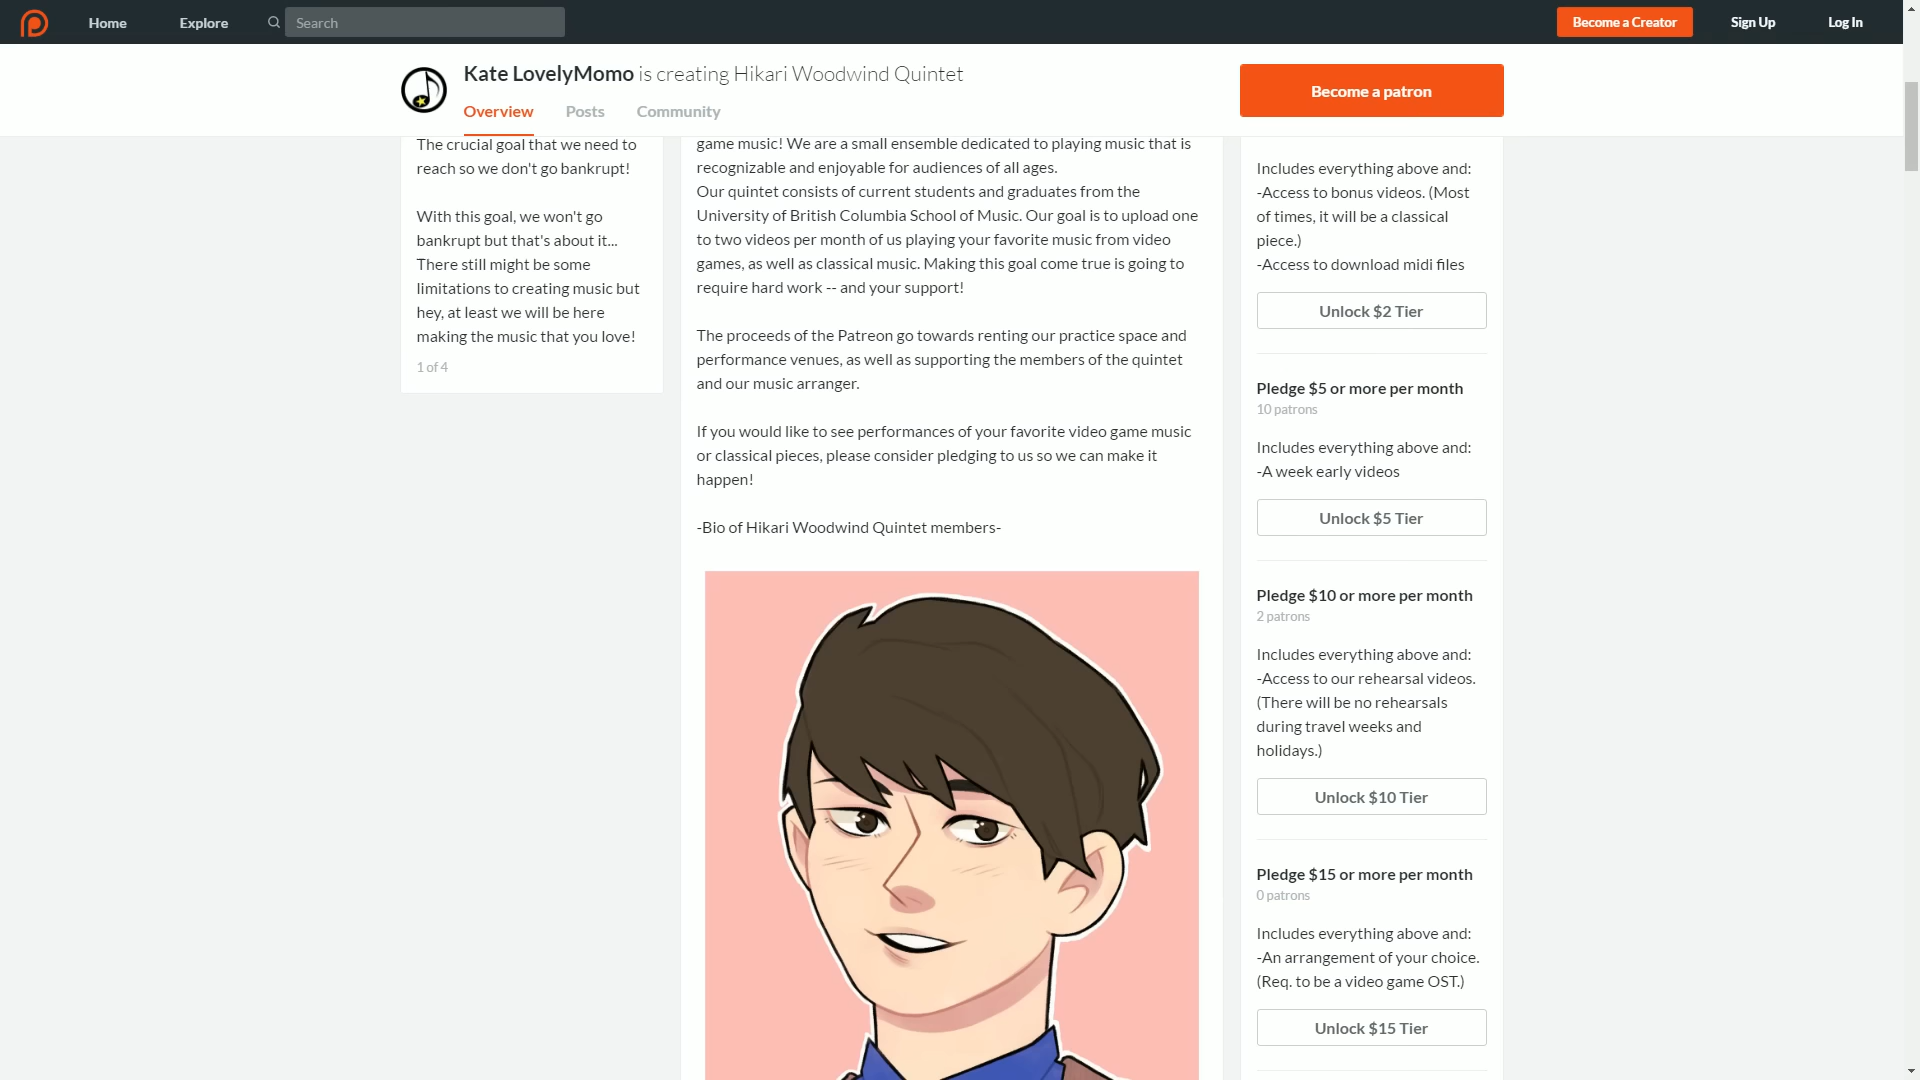 Home
Explore
Search
Become a Creator
Sign Up
Log In
Kate LovelyMomo is creating Hikari Woodwind Quintet
Overview
Posts
Community
Become a patron
The crucial goal that we need to
reach so we don't go bankrupt!
With this goal, we won't go
bankrupt but that's about it...
There still might be some
limitations to creating music but
hey, at least we will be here
making the music that you love!
1 of 4
game music! We are a small ensemble dedicated to playing music that is
recognizable and enjoyable for audiences of all ages.
Our quintet consists of current students and graduates from the
University of British Columbia School of Music. Our goal is to upload one
to two videos per month of us playing your favorite music from video
games, as well as classical music. Making this goal come true is going to
require hard work -- and your support!
The proceeds of the Patreon go towards renting our practice space and
performance venues, as well as supporting the members of the quintet
and our music arranger.
If you would like to see performances of your favorite video game music
or classical pieces, please consider pledging to us so we can make it
happen!
-Bio of Hikari Woodwind Quintet members-
Includes everything above and:
-Access to bonus videos. (Most
of times, it will be a classical
piece.)
-Access to download midi files
Unlock $2 Tier
Pledge $5 or more per month
10 patrons
Includes everything above and:
-A week early videos
Unlock $5 Tier
Pledge $10 or more per month
2 patrons
Includes everything above and:
-Access to our rehearsal videos.
(There will be no rehearsals
during travel weeks and
holidays.)
Unlock $10 Tier
Pledge $15 or more per month
0 patrons
Includes everything above and:
-An arrangement of your choice.
(Req. to be a video game OST.)
Unlock $15 Tier